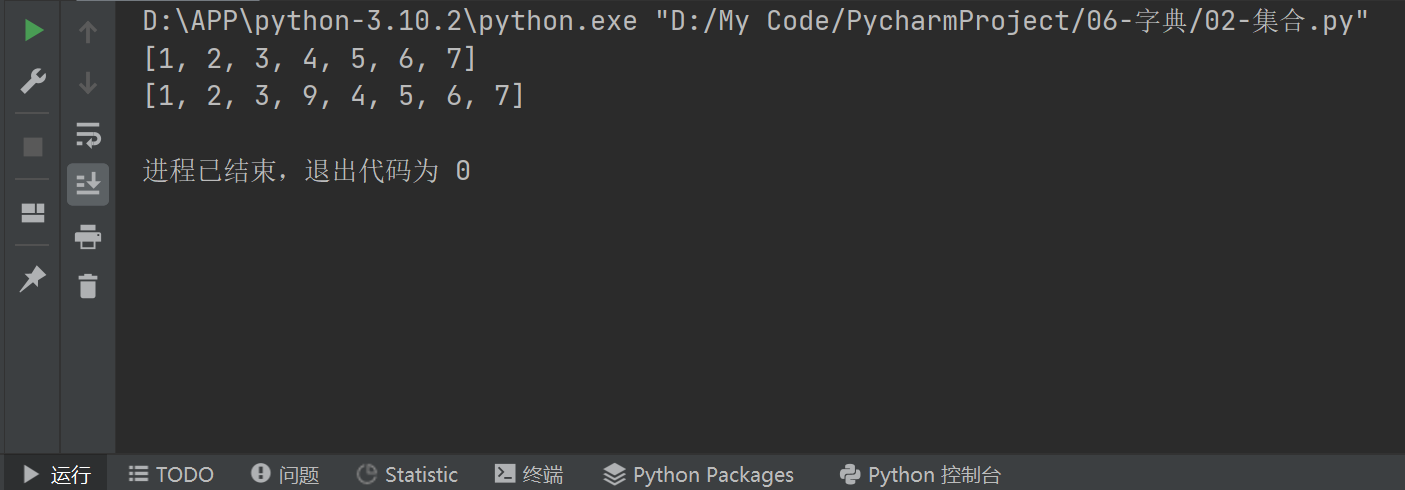 D:\APP\python-3.10.2\python.exe "D:/My Code/PycharmProject/06-字典/02-集合.py"
[1, 2, 3, 4, 5, 6, 7]
[1, 2, 3, 9, 4, 5, 6, 7]
进程已结束，退出代码为 0
运行 TODO 问题 Statistic 终端 Python Packages Python 控制台